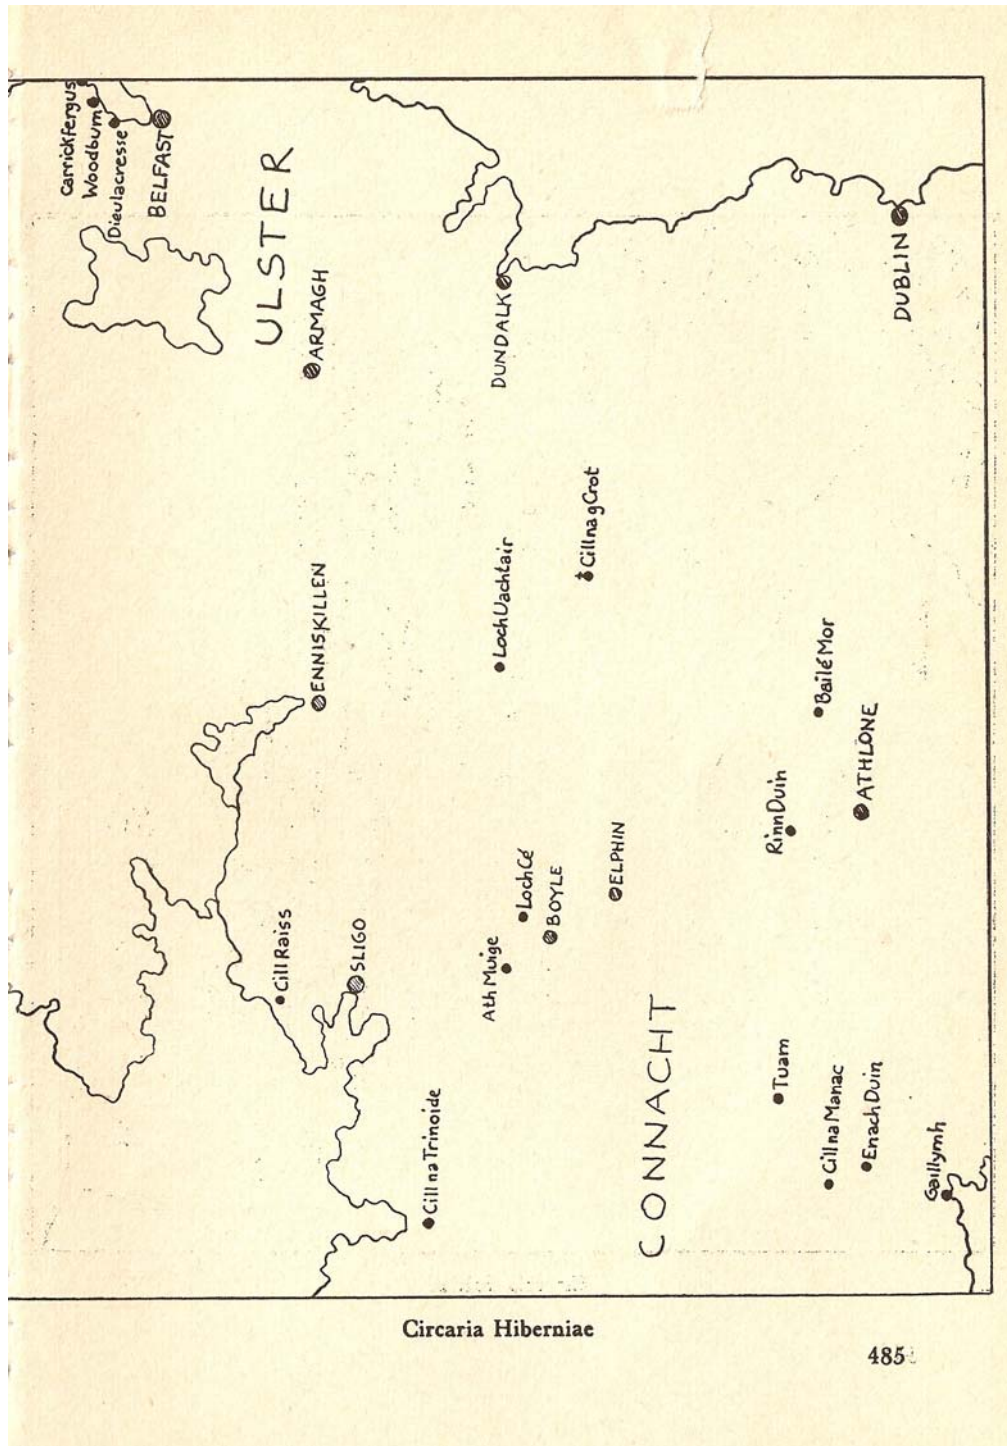 Carrickfergus
Woodburn
Dieulacresse
BELFAST
ULSTER
ARMAGH
DUNDALK
DUBLIN
ENNISKILLEN
Loch Uachtair
Cill na gCrot
Bailé Mor
ATHLONE
Rinn Duin
Cill Raiss
SLIGO
Ath Muige
Loch Cé
BOYLE
ELPHIN
CONNACHT
Cill na Trinoide
Tuam
Cill na Manac
Enach Duin
Gaillymh
Circaria Hiberniae
485